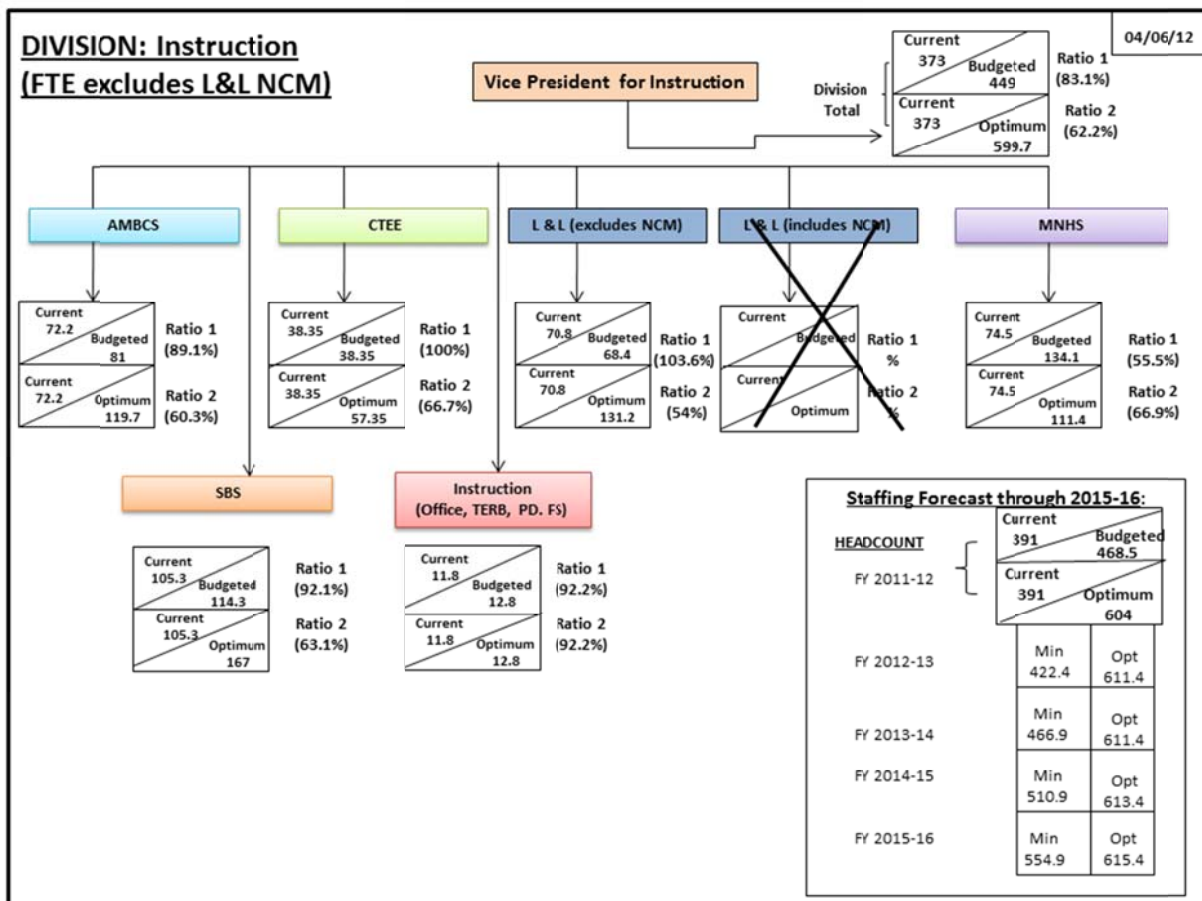 DIVISION: Instruction
(FTE excludes L&L NCM)
04/06/12
Vice President for Instruction
Division
Total
Current
373
Budgeted
449
Ratio 1
(83.1%)
Current
373
Optimum
599.7
Ratio 2
(62.2%)
AMBCS
CTEE
L & L (excludes NCM)
L & L (includes NCM)
MNHS
Current
72.2
Budgeted
81
Ratio 1
(89.1%)
Current
72.2
Optimum
119.7
Ratio 2
(60.3%)
Current
38.35
Budgeted
38.35
Ratio 1
(100%)
Current
38.35
Optimum
57.35
Ratio 2
(66.7%)
Current
70.8
Budgeted
68.4
Ratio 1
(103.6%)
Current
70.8
Optimum
131.2
Ratio 2
(54%)
Current
Budgeted
Ratio 1
%
Current
Optimum
Ratio 2
%
Current
74.5
Budgeted
134.1
Ratio 1
(55.5%)
Current
74.5
Optimum
111.4
Ratio 2
(66.9%)
SBS
Instruction
(Office, TERB, PD. FS)
Current
105.3
Budgeted
114.3
Ratio 1
(92.1%)
Current
105.3
Optimum
167
Ratio 2
(63.1%)
Current
11.8
Budgeted
12.8
Ratio 1
(92.2%)
Current
11.8
Optimum
12.8
Ratio 2
(92.2%)
Staffing Forecast through 2015-16:
HEADCOUNT
FY 2011-12
Current
391
Budgeted
468.5
Current
391
Optimum
604
FY 2012-13
Min
422.4
Opt
611.4
FY 2013-14
Min
466.9
Opt
611.4
FY 2014-15
Min
510.9
Opt
613.4
FY 2015-16
Min
554.9
Opt
615.4